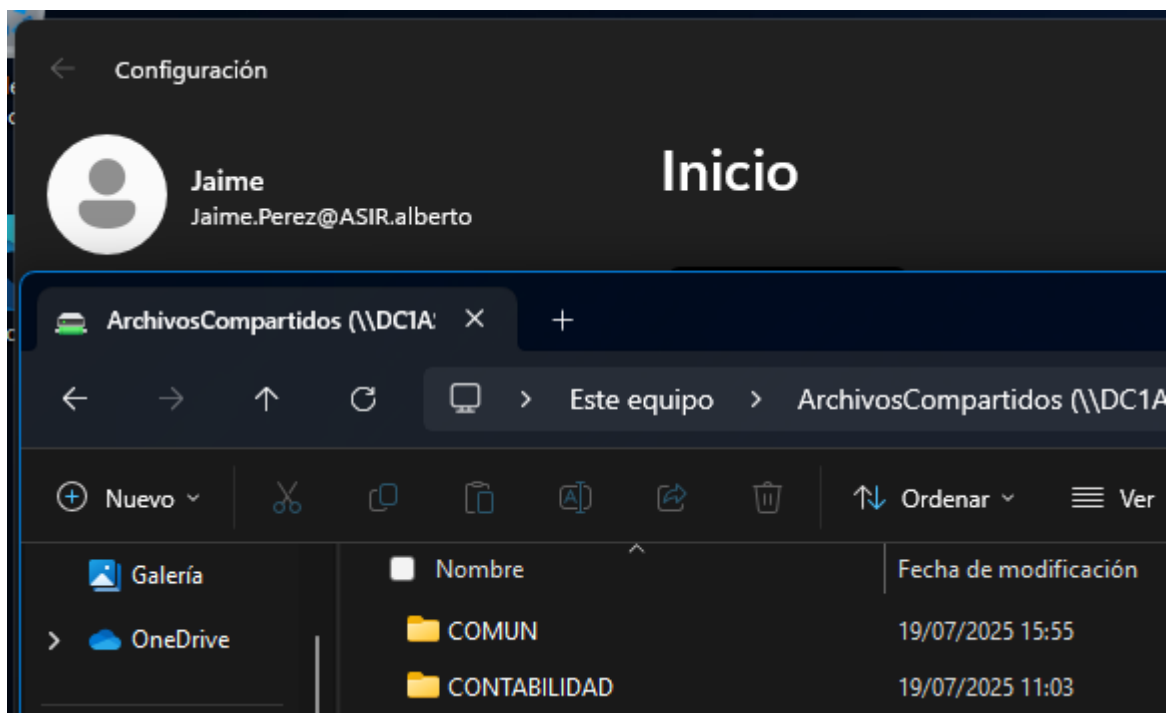 Configuración
Jaime
Jaime.Perez@ASIR.alberto
Inicio
ArchivosCompartidos (\\DC1A
Este equipo > ArchivosCompartidos (\\DC1A
Nuevo
Ordenar
Ver
Galería
Nombre
Fecha de modificación
OneDrive
COMUN
19/07/2025 15:55
CONTABILIDAD
19/07/2025 11:03